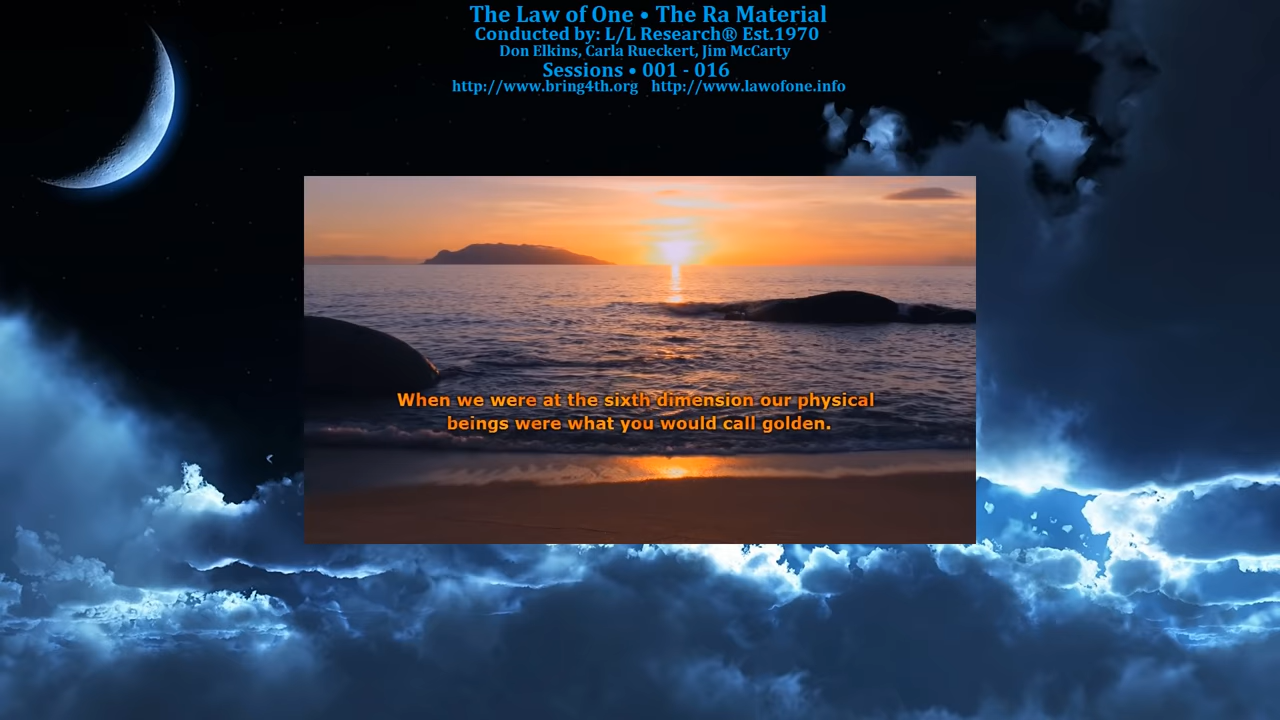 The Law of One • The Ra Material
Conducted by: L/L Research® Est.1970
Don Elkins, Carla Rueckert, Jim McCarty
Sessions • 001 - 016
http://www.bring4th.org http://www.lawofone.info
When we were at the sixth dimension our physical
beings were what you would call golden.